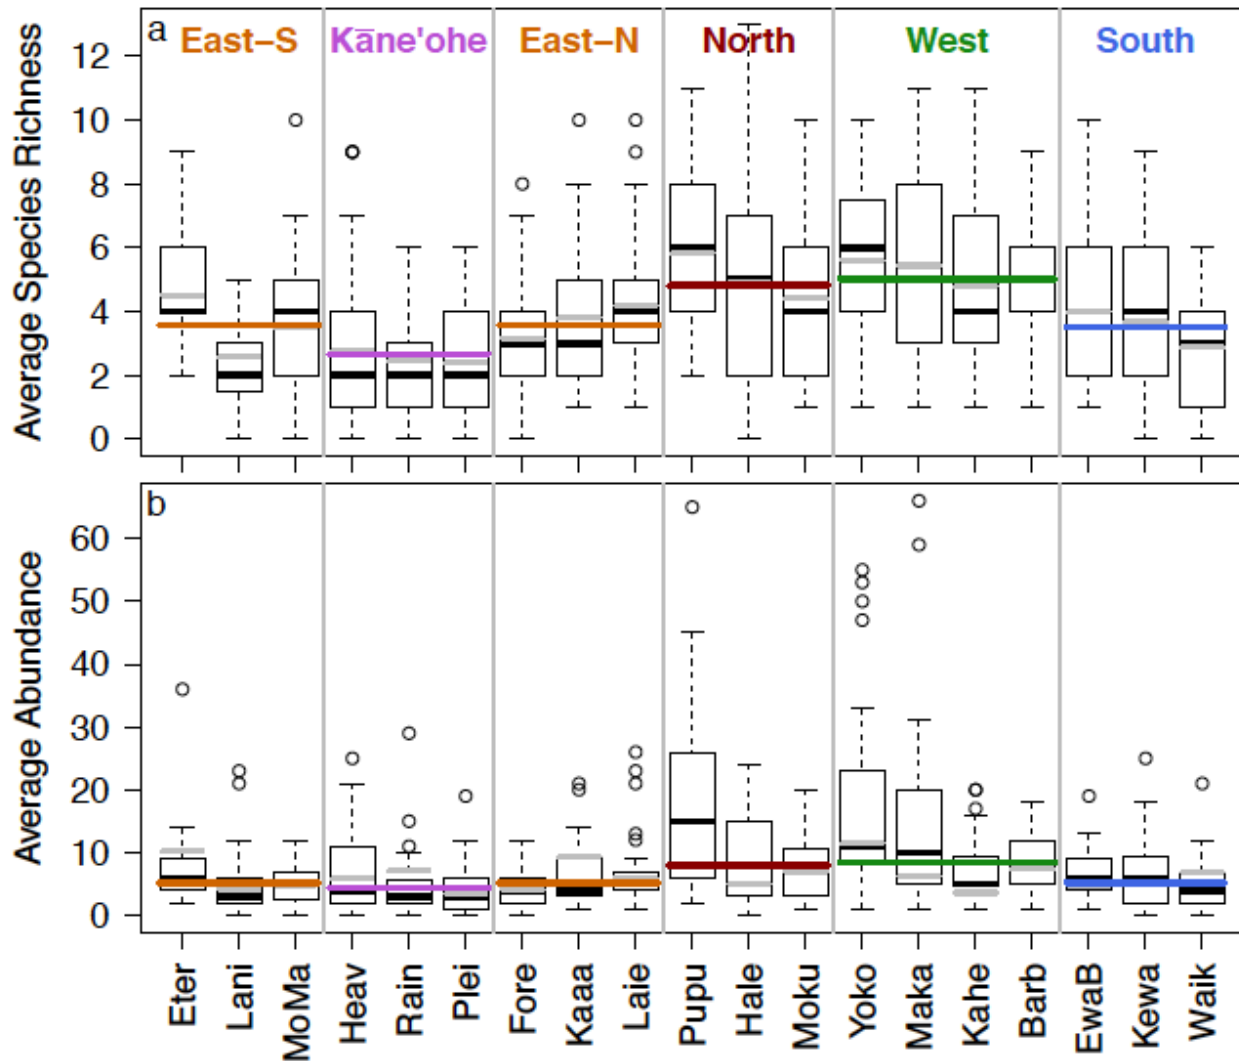 a
East–S Kāne'ohe East–N North West South
Average Species Richness
12
10
8
6
4
2
0
b
Average Abundance
60
50
40
30
20
10
0
Eter Lani MoMa Heav Rain Plei Fore Kaaa Laie Pupu Hale Moku Yoko Maka Kahe Barb EwaB Kewa Waik